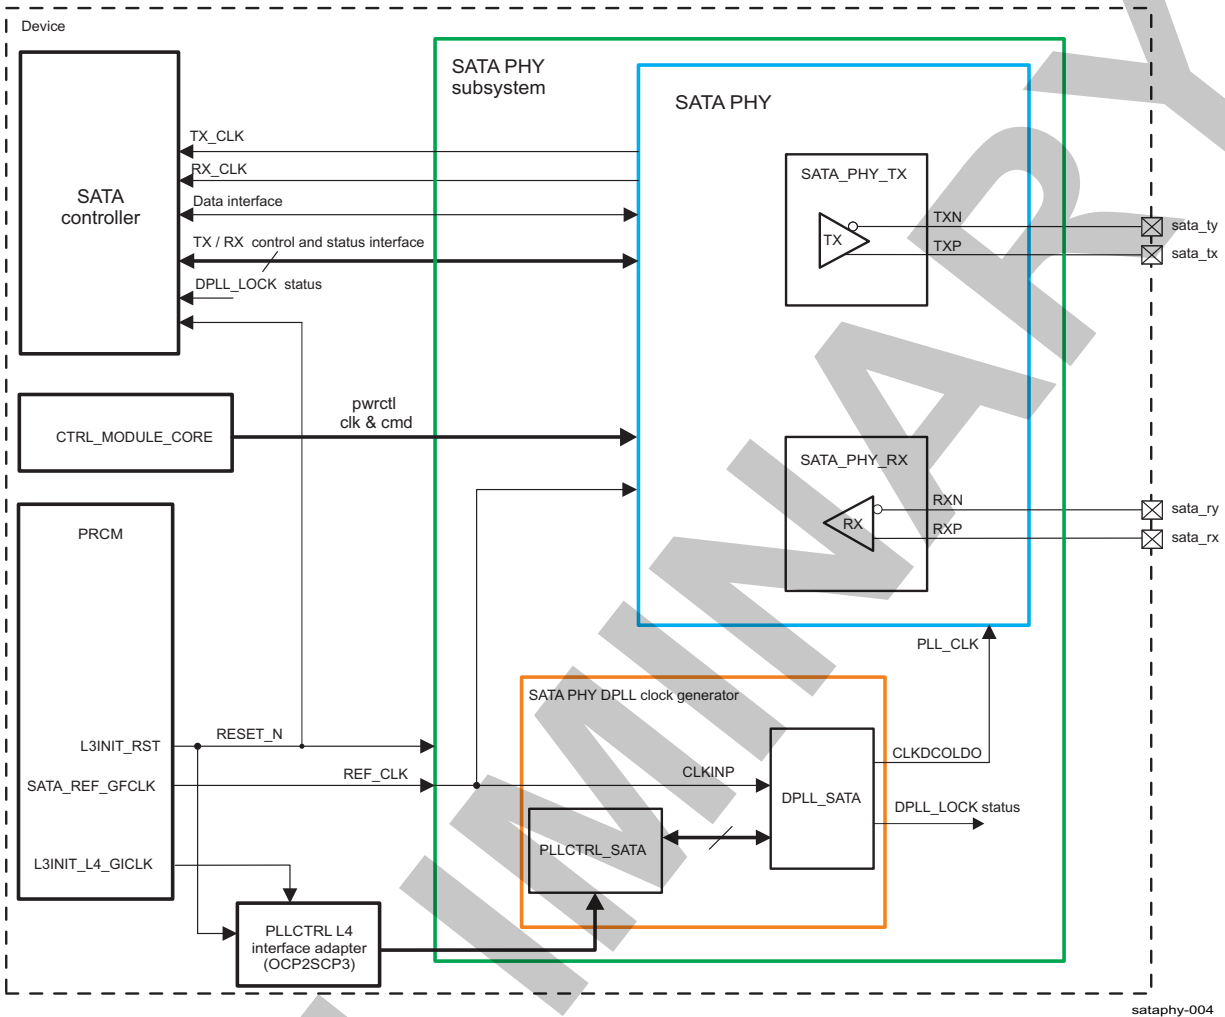 Device
SATA PHY
subsystem
SATA PHY
TX_CLK
RX_CLK
Data interface
TX / RX control and status interface
DPLL_LOCK status
SATA
controller
SATA_PHY_TX
TX
TXN
TXP
sata_ty
sata_tx
CTRL_MODULE_CORE
pwrctl
clk & cmd
SATA_PHY_RX
RX
RXN
RXP
sata_ry
sata_rx
PRCM
PLL_CLK
SATA PHY DPLL clock generator
L3INIT_RST
RESET_N
SATA_REF_GFCLK
REF_CLK
CLKINP
DPLL_SATA
CLKDCOLDO
DPLL_LOCK status
PLLCTRL_SATA
L3INIT_L4_GICLK
PLLCTRL L4
interface adapter
(OCP2SCP3)
sataphy-004
IMINARY